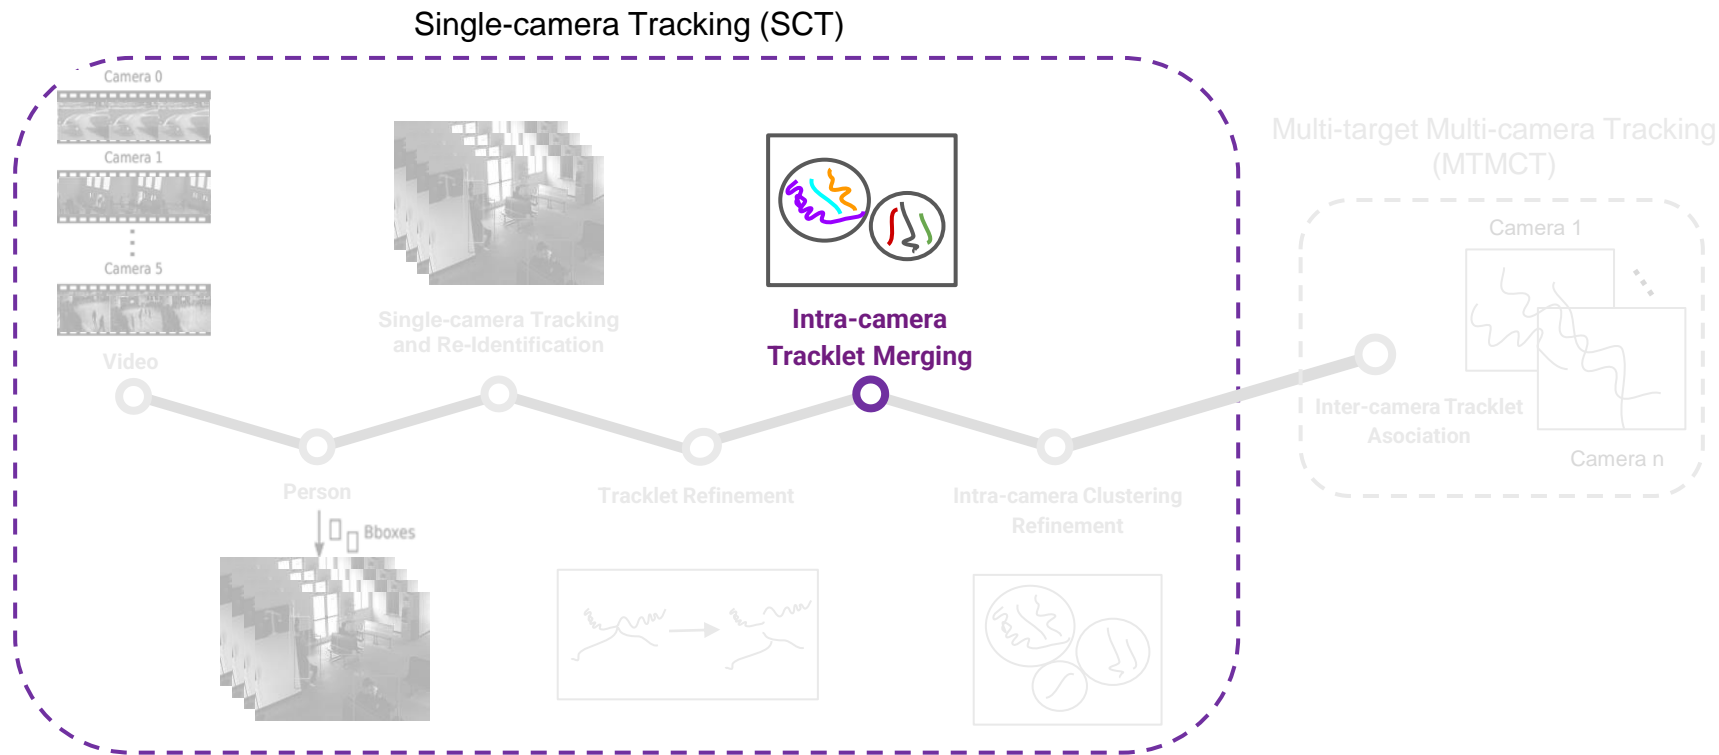 Single-camera Tracking (SCT)
Camera 0
Camera 1
Camera 5
Video
Person
Bboxes
Single-camera Tracking
and Re-Identification
Tracklet Refinement
Intra-camera
Tracklet Merging
Intra-camera Clustering
Refinement
Multi-target Multi-camera Tracking
(MTMCT)
Camera 1
Inter-camera Tracklet
Asociation
Camera n